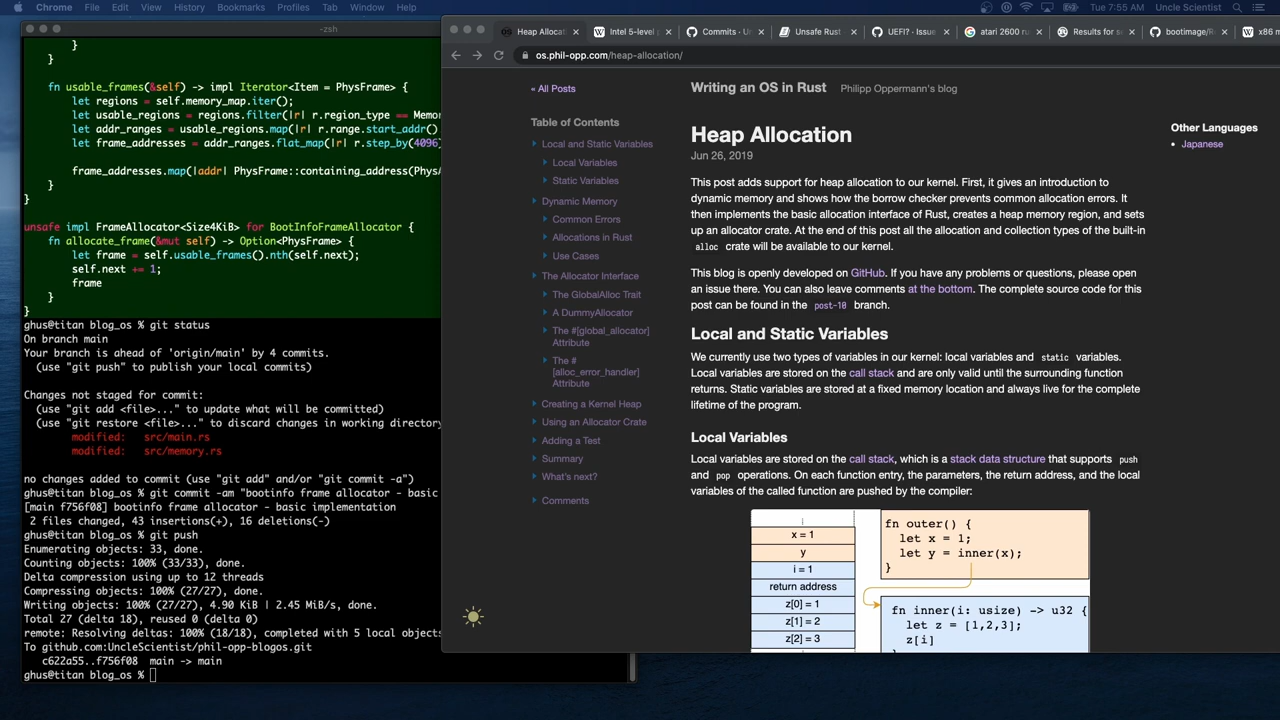 Chrome File Edit View History Bookmarks Profiles Tab Window Help Tue 7:55 AM Uncle Scientist
-zsh
}
}
fn usable_frames(&self) -> impl Iterator<Item = PhysFrame> {
let regions = self.memory_map.iter();
let usable_regions = regions.filter(|r| r.region_type == Memor
let addr_ranges = usable_regions.map(|r| r.range.start_addr()
let frame_addresses = addr_ranges.flat_map(|r| r.step_by(4096
frame_addresses.map(|addr| PhysFrame::containing_address(PhysA
}
}
unsafe impl FrameAllocator<Size4KiB> for BootInfoFrameAllocator {
fn allocate_frame(&mut self) -> Option<PhysFrame> {
let frame = self.usable_frames().nth(self.next);
self.next += 1;
frame
}
}
ghus@titan blog_os % git status
On branch main
Your branch is ahead of 'origin/main' by 4 commits.
(use "git push" to publish your local commits)
Changes not staged for commit:
(use "git add <file>..." to update what will be committed)
(use "git restore <file>..." to discard changes in working directory
modified: src/main.rs
modified: src/memory.rs
no changes added to commit (use "git add" and/or "git commit -a")
ghus@titan blog_os % git commit -am "bootinfo frame allocator - basic
[main f756f08] bootinfo frame allocator - basic implementation
2 files changed, 43 insertions(+), 16 deletions(-)
ghus@titan blog_os % git push
Enumerating objects: 33, done.
Counting objects: 100% (33/33), done.
Delta compression using up to 12 threads
Compressing objects: 100% (27/27), done.
Writing objects: 100% (27/27), 4.90 KiB | 2.45 MiB/s, done.
Total 27 (delta 18), reused 0 (delta 0)
remote: Resolving deltas: 100% (18/18), completed with 5 local objects
To github.com:UncleScientist/phil-opp-blogos.git
c622a55..f756f08 main -> main
ghus@titan blog_os %
Heap Allocat Intel 5-level p Commits · Un Unsafe Rust UEFI? · Issue atari 2600 ru Results for se bootimage/R x86 m
os.phil-opp.com/heap-allocation/
« All Posts
Table of Contents
Local and Static Variables
Local Variables
Static Variables
Dynamic Memory
Common Errors
Allocations in Rust
Use Cases
The Allocator Interface
The GlobalAlloc Trait
A DummyAllocator
The #[global_allocator]
Attribute
The #
[alloc_error_handler]
Attribute
Creating a Kernel Heap
Using an Allocator Crate
Adding a Test
Summary
What's next?
Comments
Writing an OS in Rust Philipp Oppermann's blog
Heap Allocation
Jun 26, 2019
This post adds support for heap allocation to our kernel. First, it gives an introduction to
dynamic memory and shows how the borrow checker prevents common allocation errors. It
then implements the basic allocation interface of Rust, creates a heap memory region, and sets
up an allocator crate. At the end of this post all the allocation and collection types of the built-in
alloc crate will be available to our kernel.
This blog is openly developed on GitHub. If you have any problems or questions, please open
an issue there. You can also leave comments at the bottom. The complete source code for this
post can be found in the post-10 branch.
Local and Static Variables
We currently use two types of variables in our kernel: local variables and static variables.
Local variables are stored on the call stack and are only valid until the surrounding function
returns. Static variables are stored at a fixed memory location and always live for the complete
lifetime of the program.
Local Variables
Local variables are stored on the call stack, which is a stack data structure that supports push
and pop operations. On each function entry, the parameters, the return address, and the local
variables of the called function are pushed by the compiler:
x = 1
y
i = 1
return address
z[0] = 1
z[1] = 2
z[2] = 3
fn outer() {
let x = 1;
let y = inner(x);
}
fn inner(i: usize) -> u32 {
let z = [1,2,3];
z[i]
Other Languages
Japanese